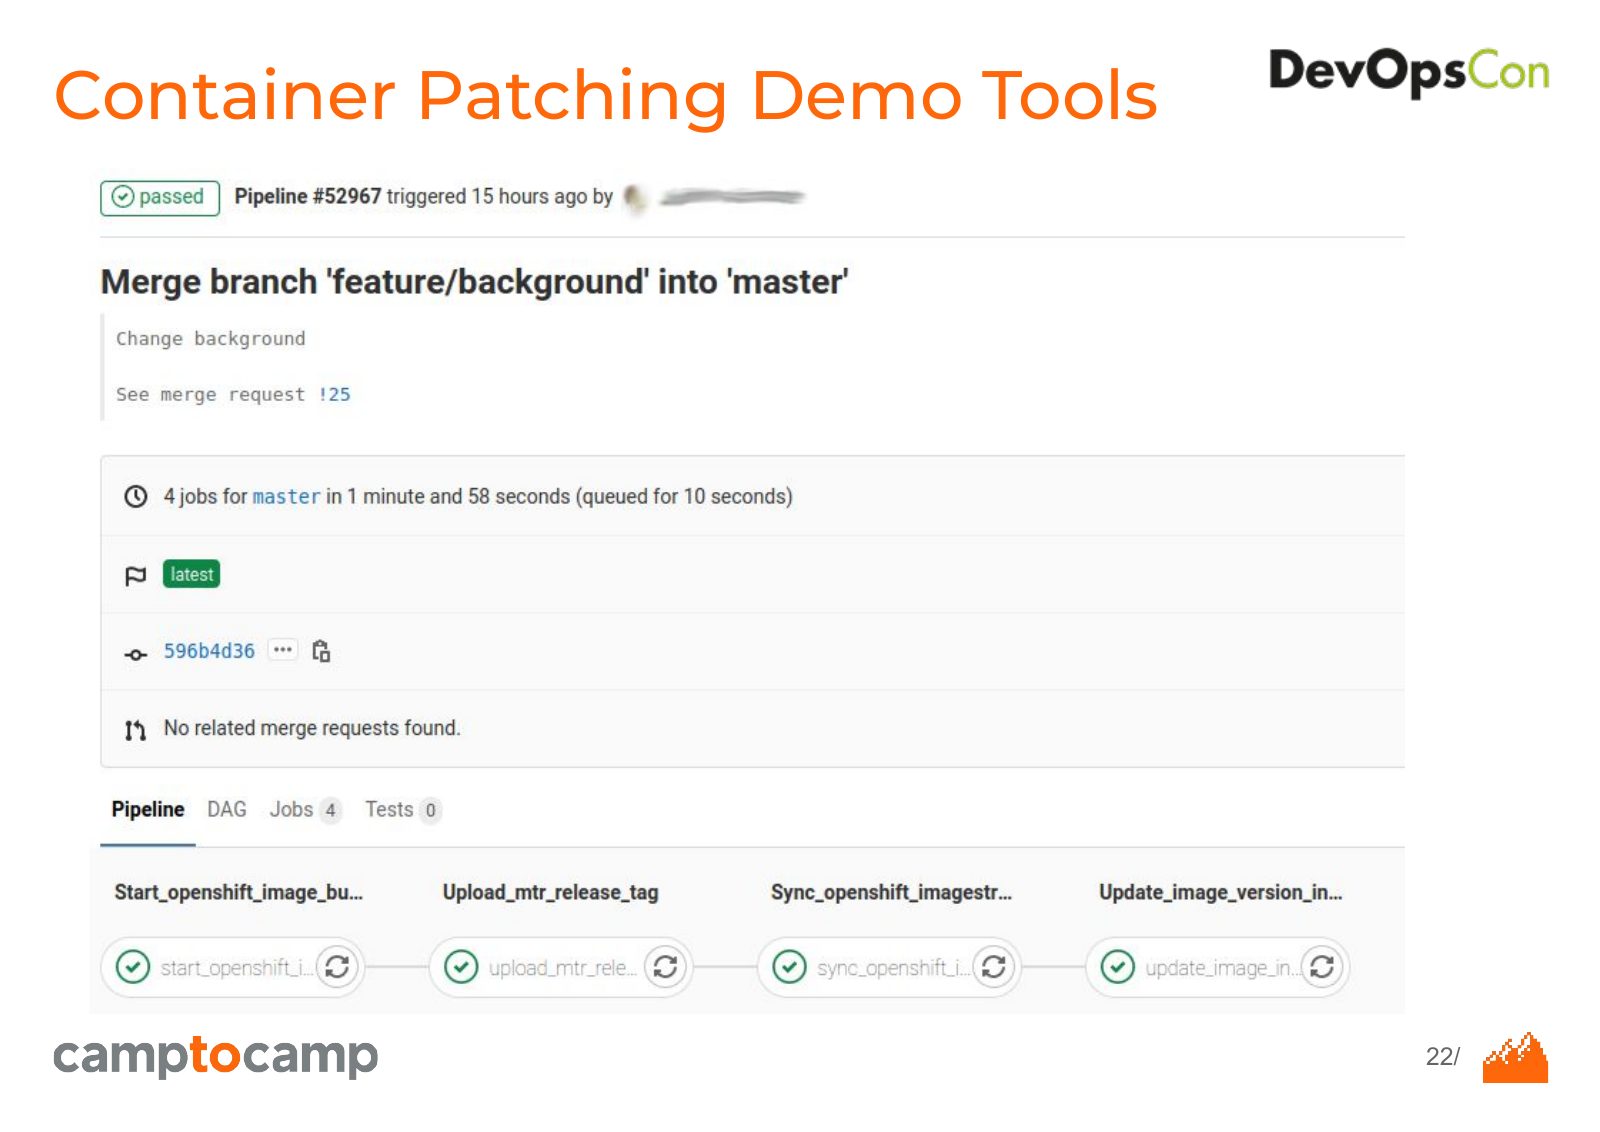 Container Patching Demo Tools
DevOpsCon
passed Pipeline #52967 triggered 15 hours ago by
Merge branch 'feature/background' into 'master'
Change background
See merge request !25
4 jobs for master in 1 minute and 58 seconds (queued for 10 seconds)
latest
596b4d36 ...
No related merge requests found.
Pipeline DAG Jobs 4 Tests 0
Start_openshift_image_bu... Upload_mtr_release_tag Sync_openshift_imagestr... Update_image_version_in...
start_openshift_i... upload_mtr_rele... sync_openshift_i... update_image_in...
camptocamp
22/